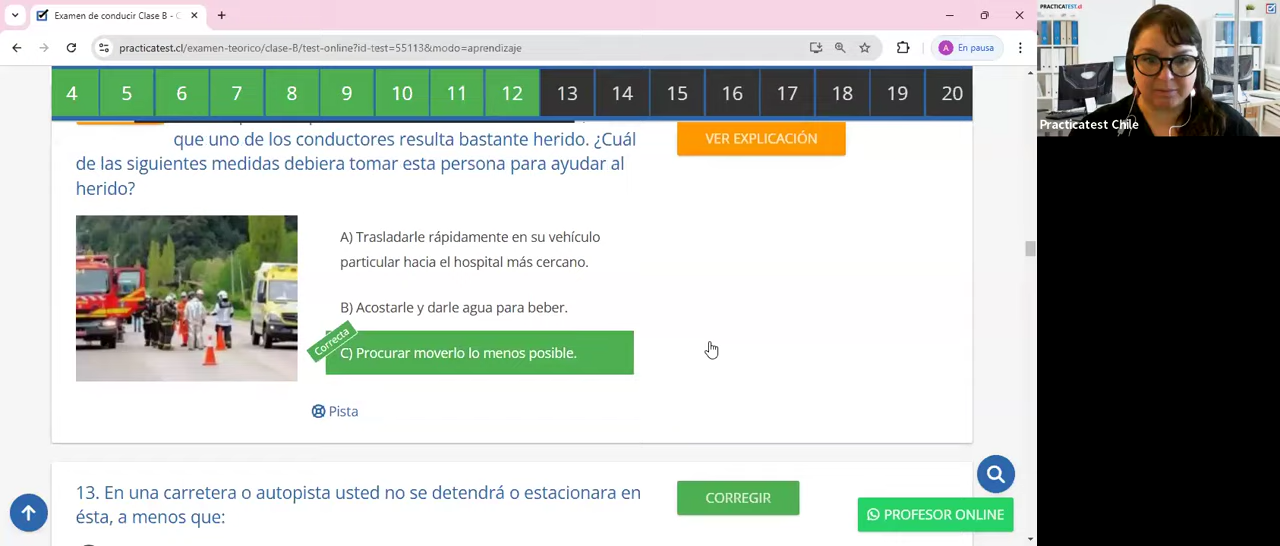 Examen de conducir Clase B - C
practicatest.cl/examen-teorico/clase-B/test-online?id-test=55113&modo=aprendizaje
A En pausa
PRACTICATEST.cl
Practicatest Chile
4 5 6 7 8 9 10 11 12 13 14 15 16 17 18 19 20
que uno de los conductores resulta bastante herido. ¿Cuál
de las siguientes medidas debiera tomar esta persona para ayudar al
herido?
VER EXPLICACIÓN
A) Trasladarle rápidamente en su vehículo
particular hacia el hospital más cercano.
B) Acostarle y darle agua para beber.
Correcta
C) Procurar moverlo lo menos posible.
Pista
13. En una carretera o autopista usted no se detendrá o estacionara en
ésta, a menos que:
CORREGIR
PROFESOR ONLINE